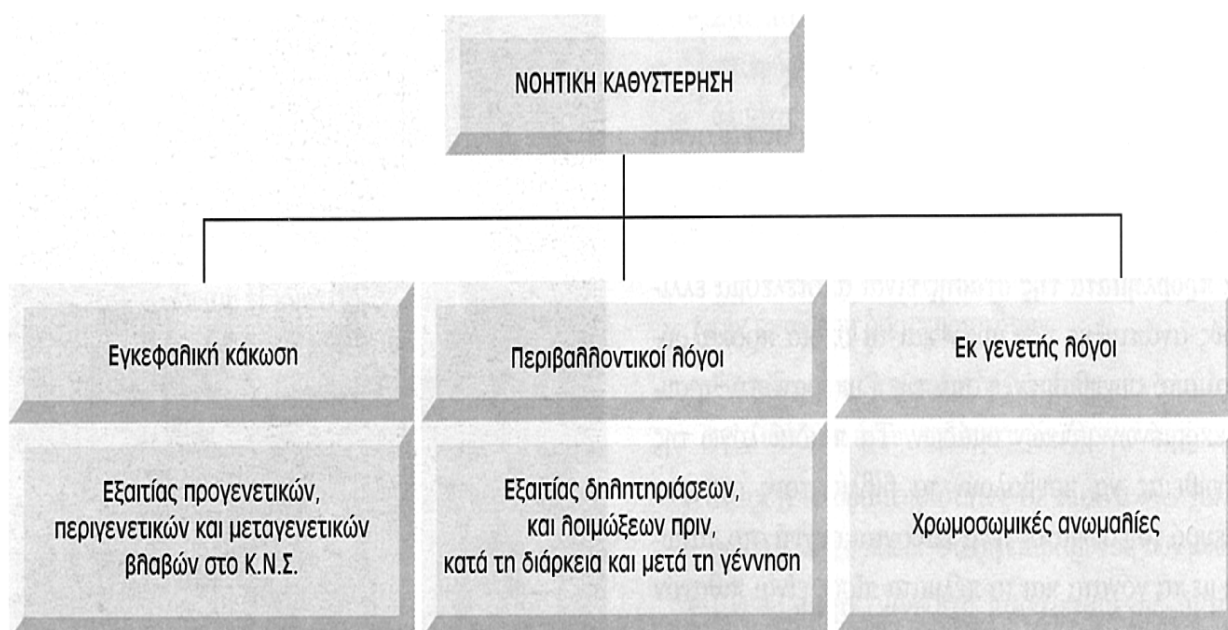 ΝΟΗΤΙΚΗ ΚΑΘΥΣΤΕΡΗΣΗ
Εγκεφαλική κάκωση
Περιβαλλοντικοί λόγοι
Εκ γενετής λόγοι
Εξαιτίας προγενετικών,
περιγενετικών και μεταγενετικών
βλαβών στο Κ.Ν.Σ.
Εξαιτίας δηλητηριάσεων,
και λοιμώξεων πριν,
κατά τη διάρκεια και μετά τη γέννηση
Χρωμοσωμικές ανωμαλίες